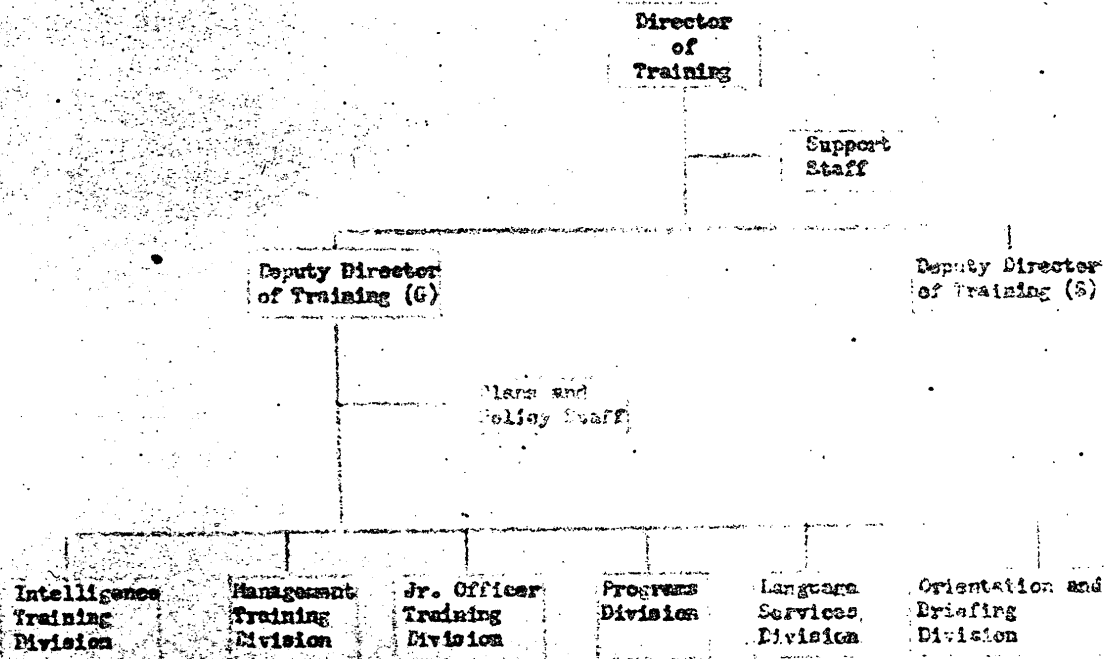 Director
of
Training
Support
Staff
Deputy Director
of Training (G)
Deputy Director
of Training (S)
Plans and
Policy Staff
Intelligence
Training
Division
Management
Training
Division
Jr. Officer
Training
Division
Programs
Division
Language
Services
Division
Orientation and
Briefing
Division